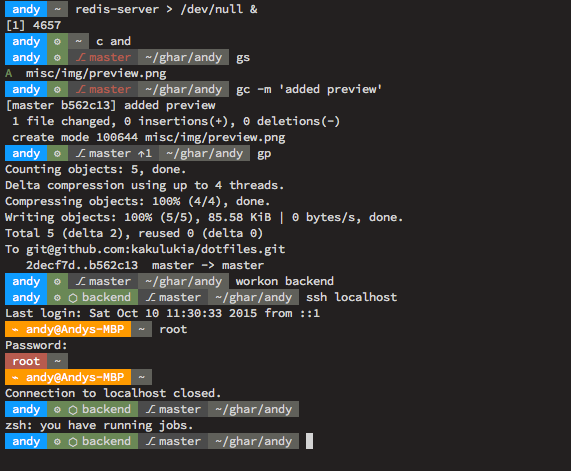 andy ~ redis-server > /dev/null &
[1] 4657
andy ⚙ ~ c and
andy ⚙ ⎇ master ~/ghar/andy gs
A  misc/img/preview.png
andy ⚙ ⎇ master ~/ghar/andy gc -m 'added preview'
[master b562c13] added preview
 1 file changed, 0 insertions(+), 0 deletions(-)
 create mode 100644 misc/img/preview.png
andy ⚙ ⎇ master ↑1 ~/ghar/andy gp
Counting objects: 5, done.
Delta compression using up to 4 threads.
Compressing objects: 100% (4/4), done.
Writing objects: 100% (5/5), 85.58 KiB | 0 bytes/s, done.
Total 5 (delta 2), reused 0 (delta 0)
To git@github.com:kakulukia/dotfiles.git
   2decf7d..b562c13  master -> master
andy ⚙ ⎇ master ~/ghar/andy workon backend
andy ⚙ ⬡ backend ⎇ master ~/ghar/andy ssh localhost
Last login: Sat Oct 10 11:30:33 2015 from ::1
⌁ andy@Andys-MBP ~ root
Password:
root ~
⌁ andy@Andys-MBP ~
Connection to localhost closed.
andy ⚙ ⬡ backend ⎇ master ~/ghar/andy
zsh: you have running jobs.
andy ⚙ ⬡ backend ⎇ master ~/ghar/andy